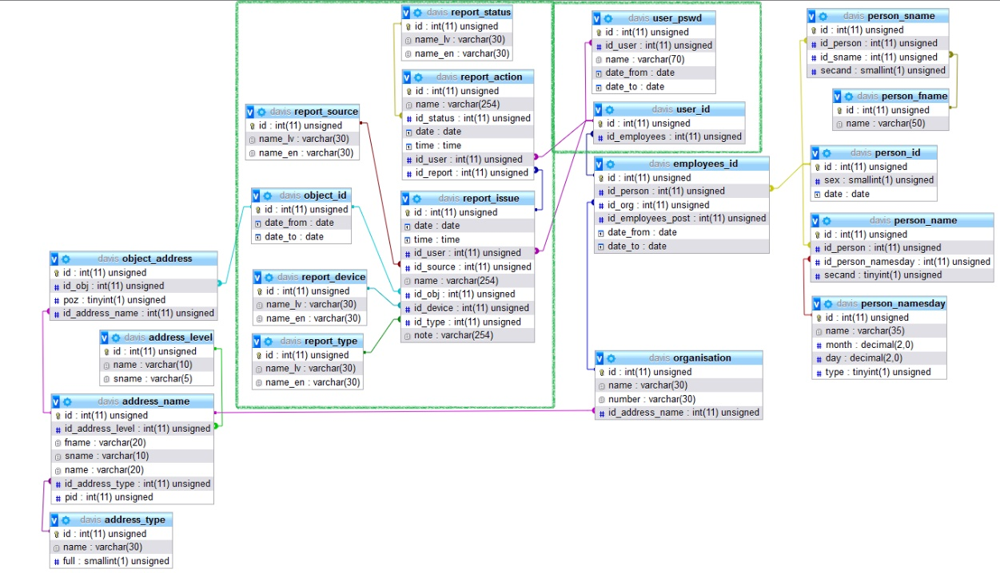 davis report_status
id : int(11) unsigned
name_lv : varchar(30)
name_en : varchar(30)
davis report_action
id : int(11) unsigned
name : varchar(254)
id_status : int(11) unsigned
date : date
time : time
id_user : int(11) unsigned
id_report : int(11) unsigned
davis report_source
id : int(11) unsigned
name_lv : varchar(30)
name_en : varchar(30)
davis object_id
id : int(11) unsigned
date_from : date
date_to : date
davis report_issue
id : int(11) unsigned
date : date
time : time
id_user : int(11) unsigned
id_source : int(11) unsigned
name : varchar(254)
id_obj : int(11) unsigned
id_device : int(11) unsigned
id_type : int(11) unsigned
note : varchar(254)
davis report_device
id : int(11) unsigned
name_lv : varchar(30)
name_en : varchar(30)
davis report_type
id : int(11) unsigned
name_lv : varchar(30)
name_en : varchar(30)
davis object_address
id : int(11) unsigned
id_obj : int(11) unsigned
poz : tinyint(1) unsigned
id_address_name : int(11) unsigned
davis address_level
id : int(11) unsigned
name : varchar(10)
sname : varchar(5)
davis address_name
id : int(11) unsigned
id_address_level : int(11) unsigned
fname : varchar(20)
sname : varchar(10)
name : varchar(20)
id_address_type : int(11) unsigned
pid : int(11) unsigned
davis address_type
id : int(11) unsigned
name : varchar(30)
full : smallint(1) unsigned
davis user_pswd
id : int(11) unsigned
id_user : int(11) unsigned
name : varchar(70)
date_from : date
date_to : date
davis user_id
id : int(11) unsigned
id_employees : int(11) unsigned
davis employees_id
id : int(11) unsigned
id_person : int(11) unsigned
id_org : int(11) unsigned
id_employees_post : int(11) unsigned
date_from : date
date_to : date
davis organisation
id : int(11) unsigned
name : varchar(30)
number : varchar(30)
id_address_name : int(11) unsigned
davis person_sname
id : int(11) unsigned
id_person : int(11) unsigned
id_sname : int(11) unsigned
secand : smallint(1) unsigned
davis person_fname
id : int(11) unsigned
name : varchar(50)
davis person_id
id : int(11) unsigned
sex : smallint(1) unsigned
date : date
davis person_name
id : int(11) unsigned
id_person : int(11) unsigned
id_person_namesday : int(11) unsigned
secand : tinyint(1) unsigned
davis person_namesday
id : int(11) unsigned
name : varchar(35)
month : decimal(2,0)
day : decimal(2,0)
type : tinyint(1) unsigned